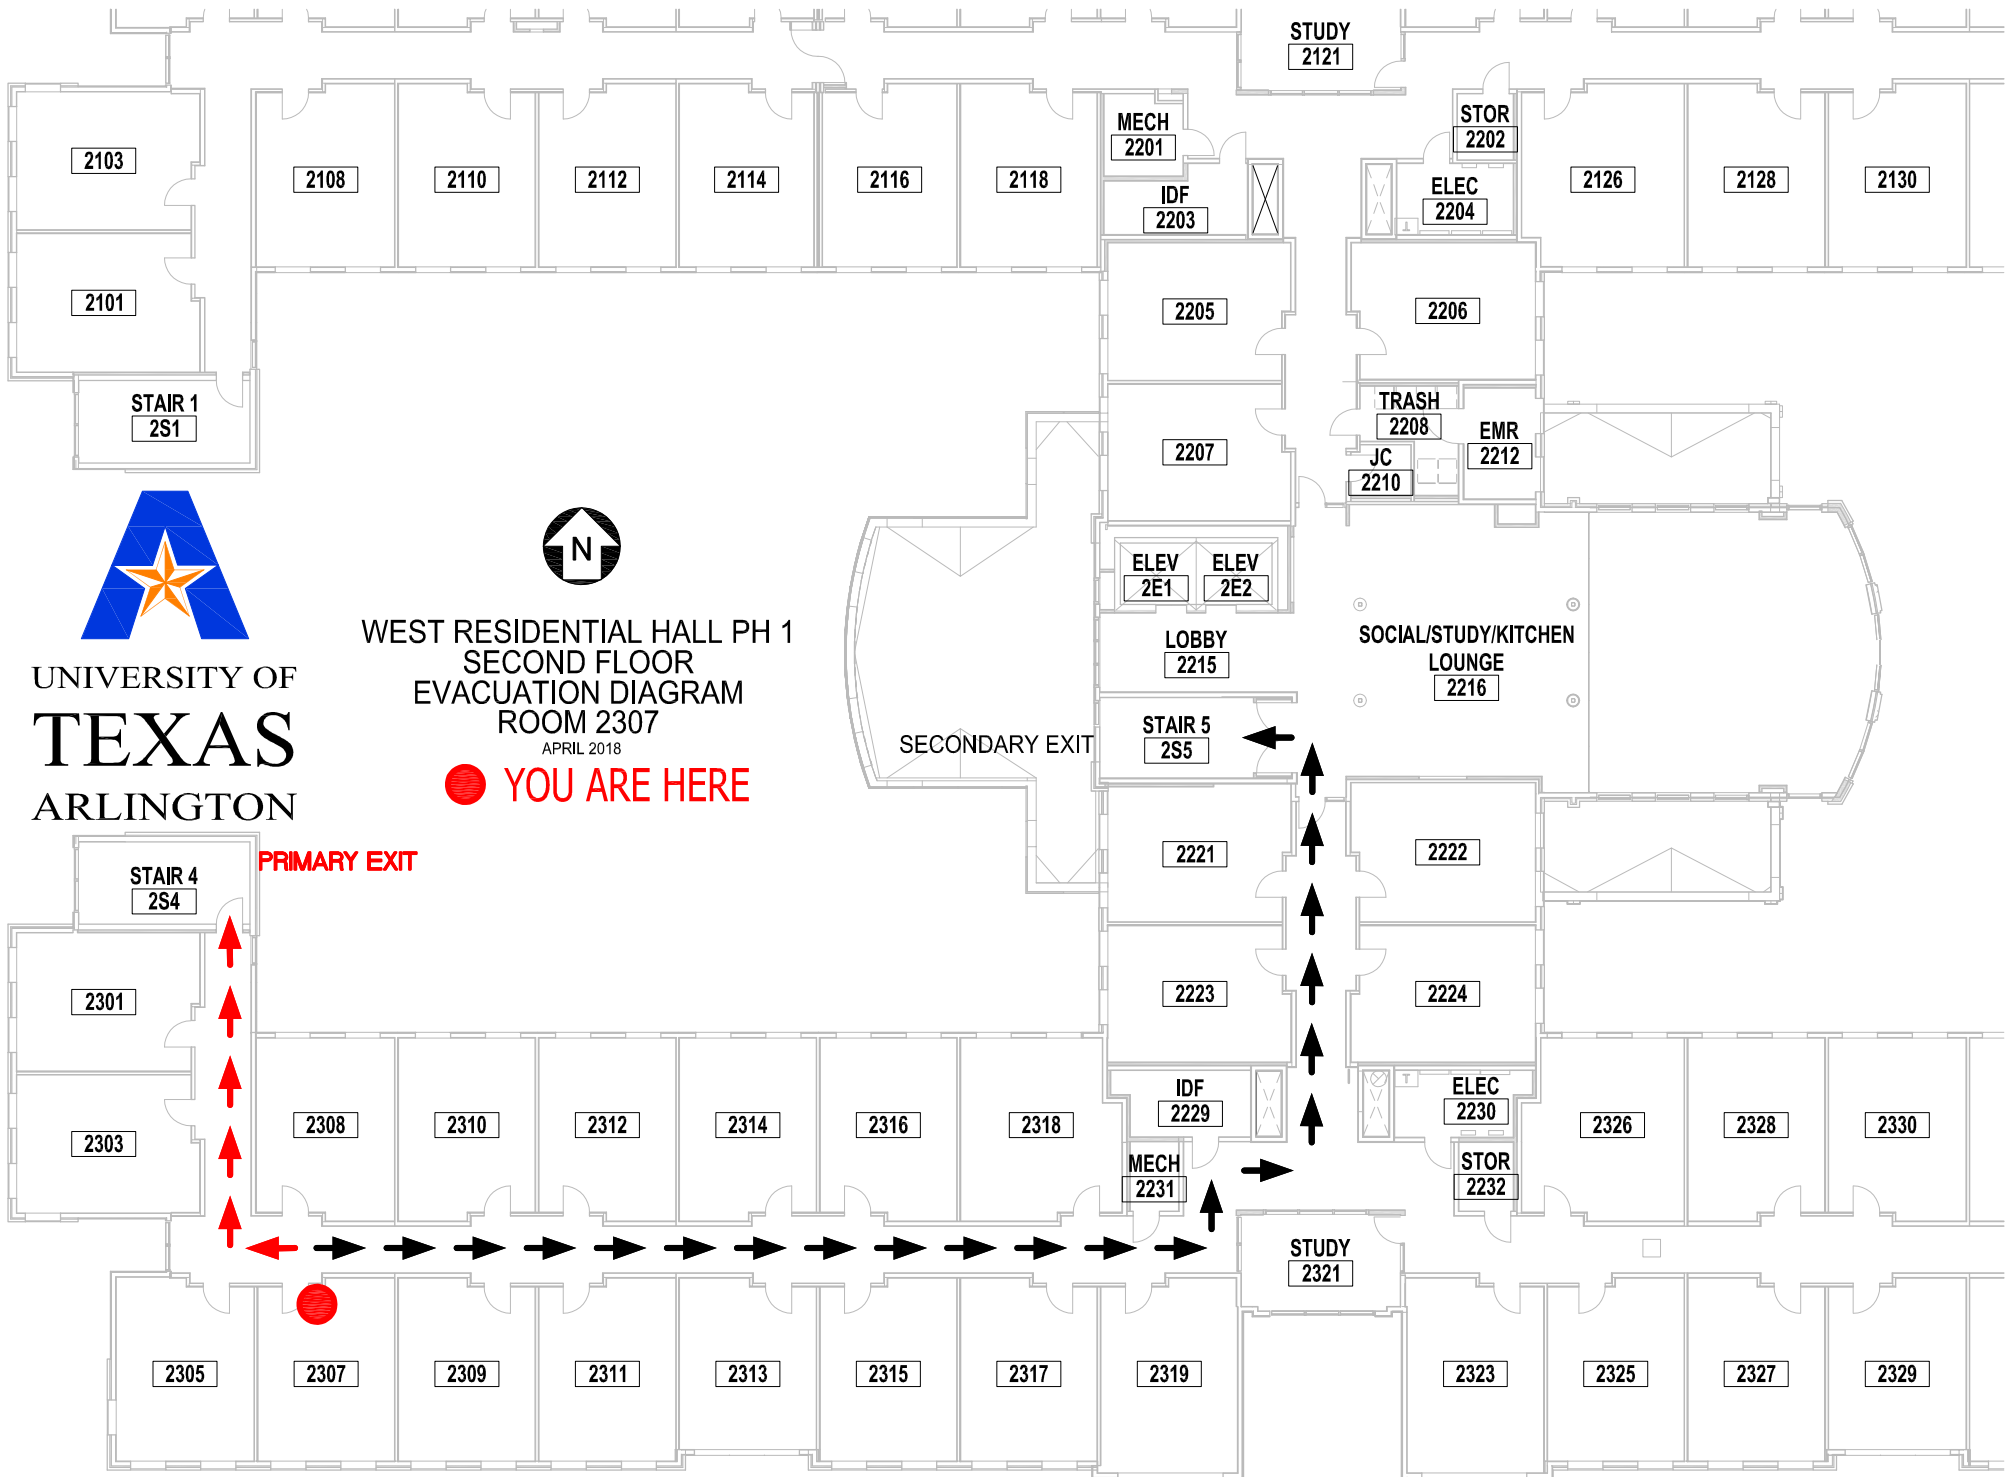 STUDY
2121
MECH
2201
STOR
2202
2103
2108
2110
2112
2114
2116
2118
IDF
2203
ELEC
2204
2126
2128
2130
2101
2205
2206
STAIR 1
2S1
2207
TRASH
2208
EMR
2212
JC
2210
N
ELEV
2E1
ELEV
2E2
WEST RESIDENTIAL HALL PH 1
SECOND FLOOR
EVACUATION DIAGRAM
ROOM 2307
APRIL 2018
YOU ARE HERE
UNIVERSITY OF
TEXAS
ARLINGTON
LOBBY
2215
SOCIAL/STUDY/KITCHEN
LOUNGE
2216
SECONDARY EXIT
STAIR 5
2S5
PRIMARY EXIT
STAIR 4
2S4
2221
2222
2301
2223
2224
2303
2308
2310
2312
2314
2316
2318
IDF
2229
T
ELEC
2230
2326
2328
2330
MECH
2231
STOR
2232
STUDY
2321
2305
2307
2309
2311
2313
2315
2317
2319
2323
2325
2327
2329